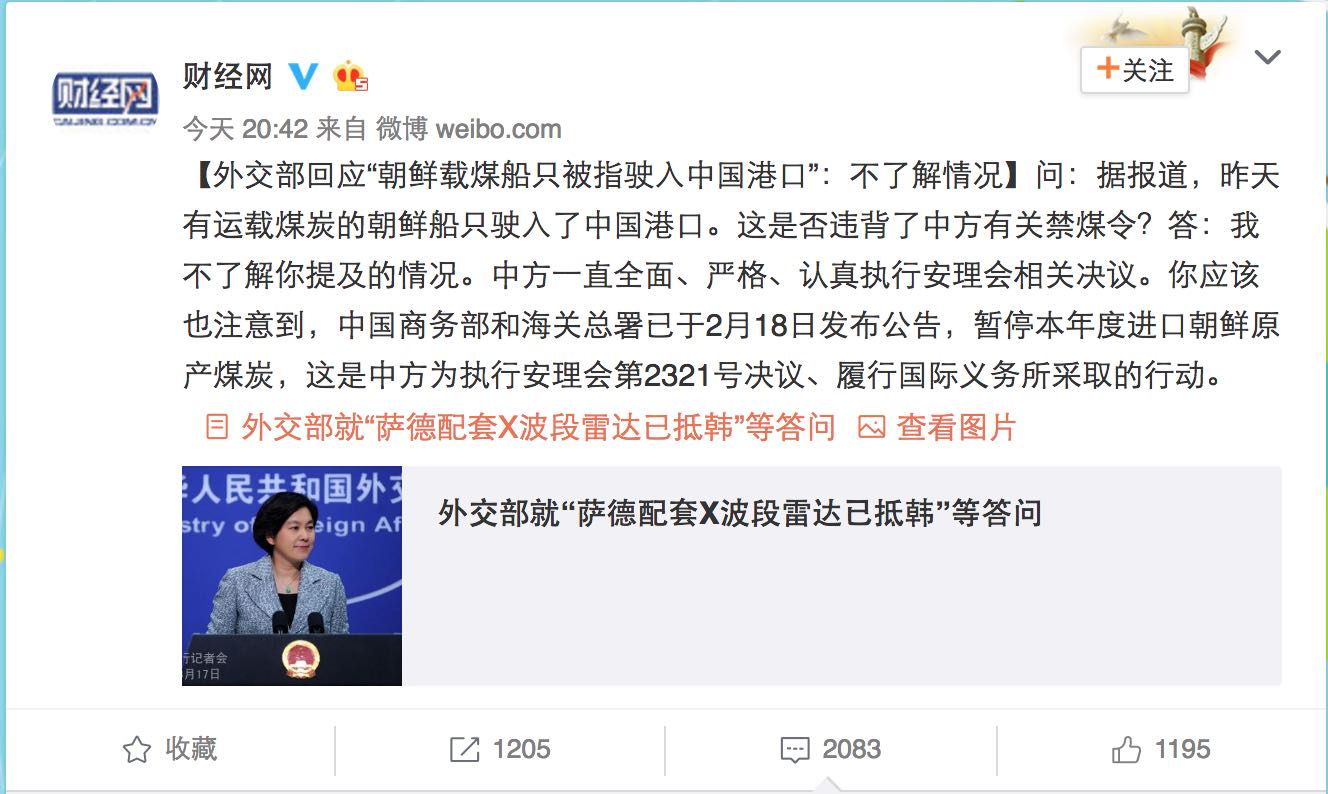 财经网
CAIJING.COM.CN
财经网
5
关注
今天 20:42 来自 微博 weibo.com
【外交部回应“朝鲜载煤船只被指驶入中国港口”：不了解情况】问：据报道，昨天
有运载煤炭的朝鲜船只驶入了中国港口。这是否违背了中方有关禁煤令？答：我
不了解你提及的情况。中方一直全面、严格、认真执行安理会相关决议。你应该
也注意到，中国商务部和海关总署已于2月18日发布公告，暂停本年度进口朝鲜原
产煤炭，这是中方为执行安理会第2321号决议、履行国际义务所采取的行动。
外交部就“萨德配套X波段雷达已抵韩”等答问 查看图片
人民共和国外交
stry of eign Af
行记者会
月17日
外交部就“萨德配套X波段雷达已抵韩”等答问
收藏 1205 2083 1195